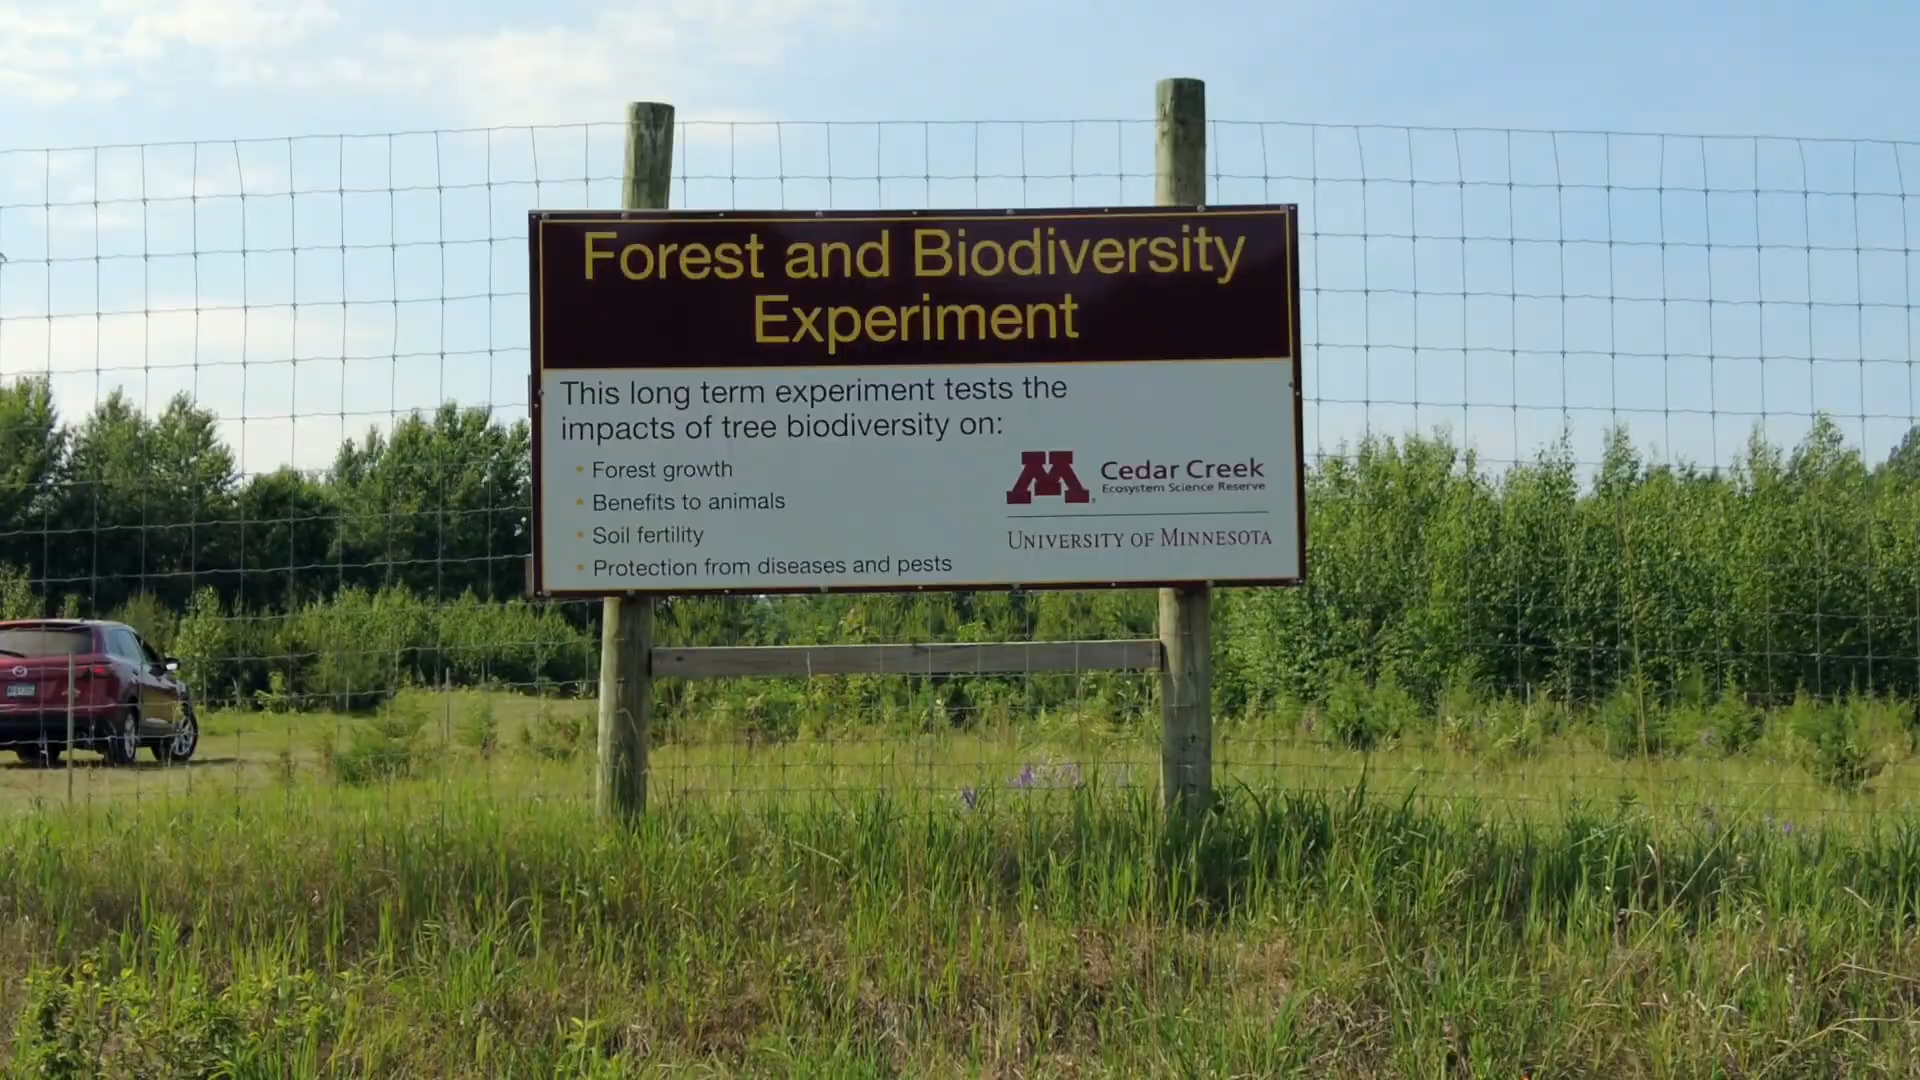 Forest and Biodiversity
Experiment
This long term experiment tests the
impacts of tree biodiversity on:
• Forest growth
• Benefits to animals
• Soil fertility
• Protection from diseases and pests
M
Cedar Creek
Ecosystem Science Reserve
UNIVERSITY OF MINNESOTA